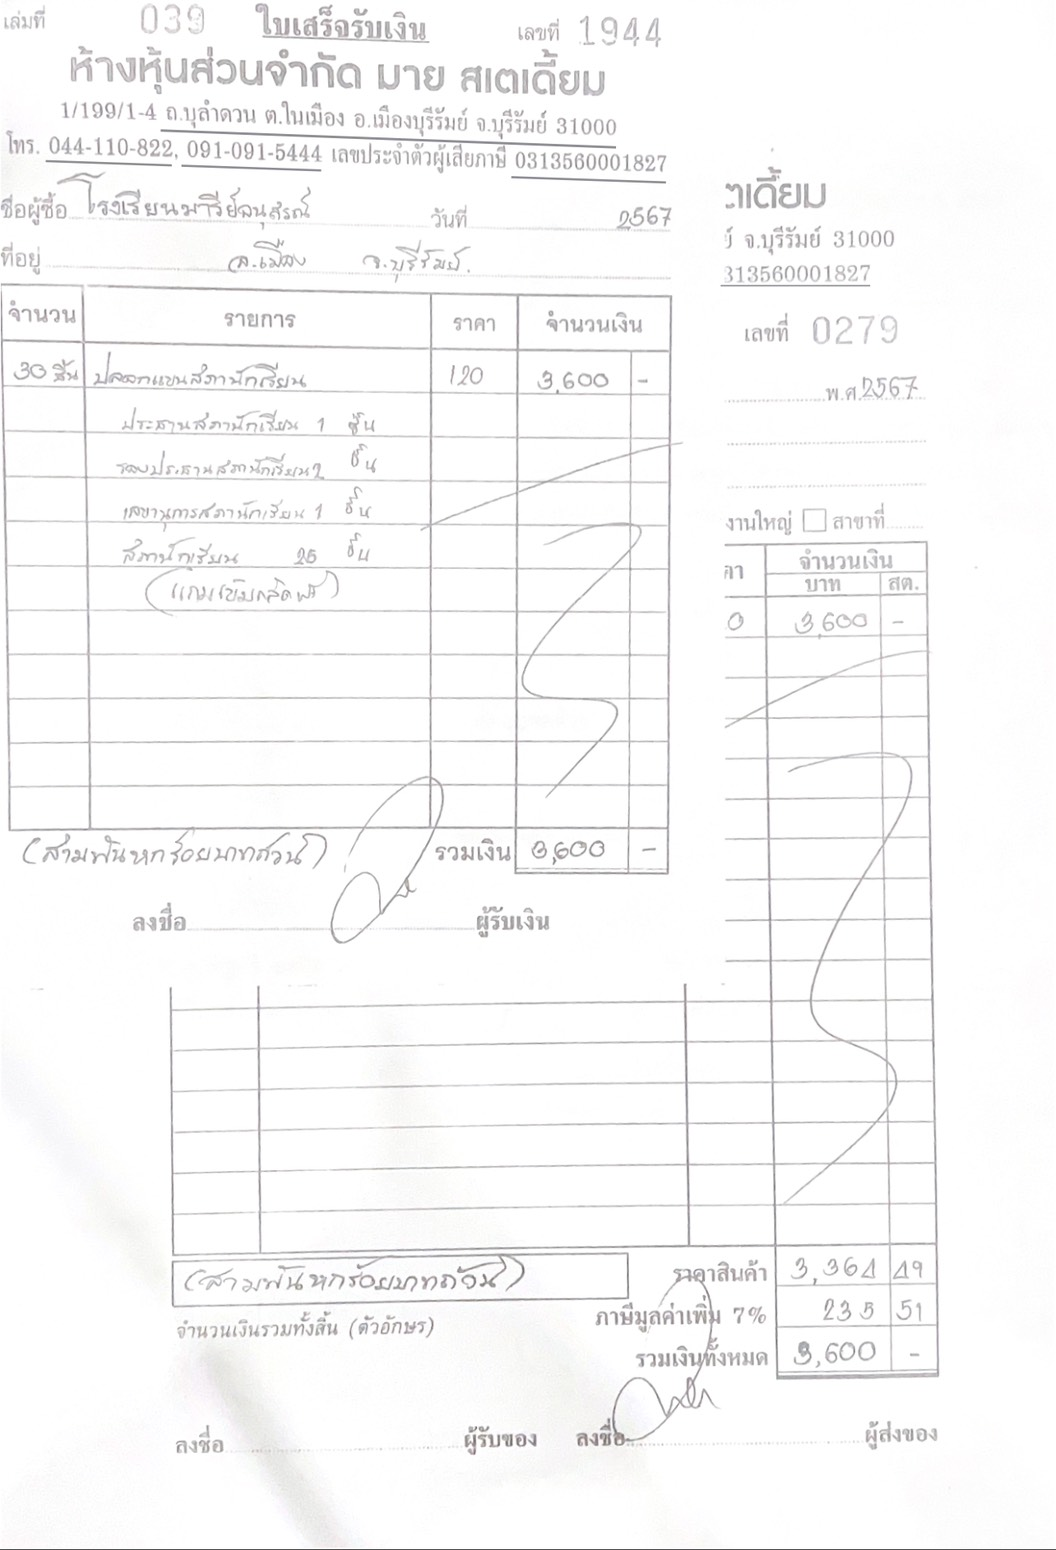 เล่มที่ 039 ใบเสร็จรับเงิน เลขที่ 1944
ห้างหุ้นส่วนจำกัด มาย สเตเดี้ยม
1/199/1-4 ถ.บุลำดวน ต.ในเมือง อ.เมืองบุรีรัมย์ จ.บุรีรัมย์ 31000
โทร. 044-110-822, 091-091-5444 เลขประจำตัวผู้เสียภาษี 0313560001827
ชื่อผู้ซื้อ โรงเรียนมารีย์อนุสรณ์ วันที่ 2567
ที่อยู่ อ.เมือง จ.บุรีรัมย์.
จำนวน รายการ ราคา จำนวนเงิน
30 ชิ้น ปลอกแขนสภานักเรียน 120 3,600 -
ประธานสภานักเรียน 1 ชิ้น
รองประธานสภานักเรียน 2 ชิ้น
เลขานุการสภานักเรียน 1 ชิ้น
สภานักเรียน 26 ชิ้น
(แถมเข็มกลัดฟรี)
(สามพันหกร้อยบาทถ้วน) รวมเงิน 3,600 -
ลงชื่อ ผู้รับเงิน
ตเดี้ยม
์ จ.บุรีรัมย์ 31000
313560001827
เลขที่ 0279
พ.ศ.2567
งานใหญ่ สาขาที่
คา จำนวนเงิน
บาท สต.
0 3,600 -
(สามพันหกร้อยบาทถ้วน) ราคาสินค้า 3,364 49
จำนวนเงินรวมทั้งสิ้น (ตัวอักษร) ภาษีมูลค่าเพิ่ม 7% 235 51
รวมเงินทั้งหมด 3,600 -
ลงชื่อ ผู้รับของ ลงชื่อ ผู้ส่งของ